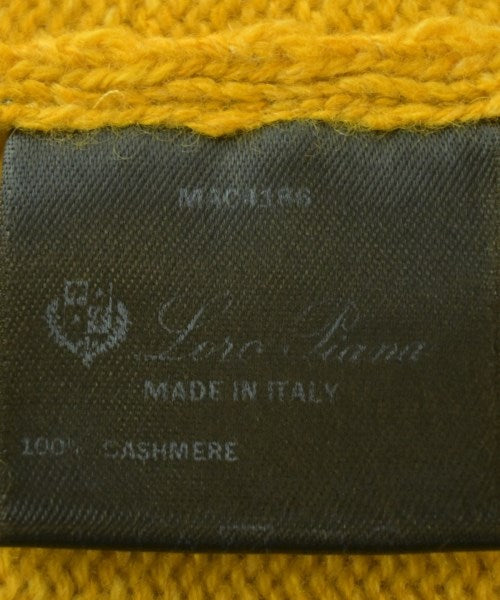 Loro Piana
MADE IN ITALY
100% CASHMERE